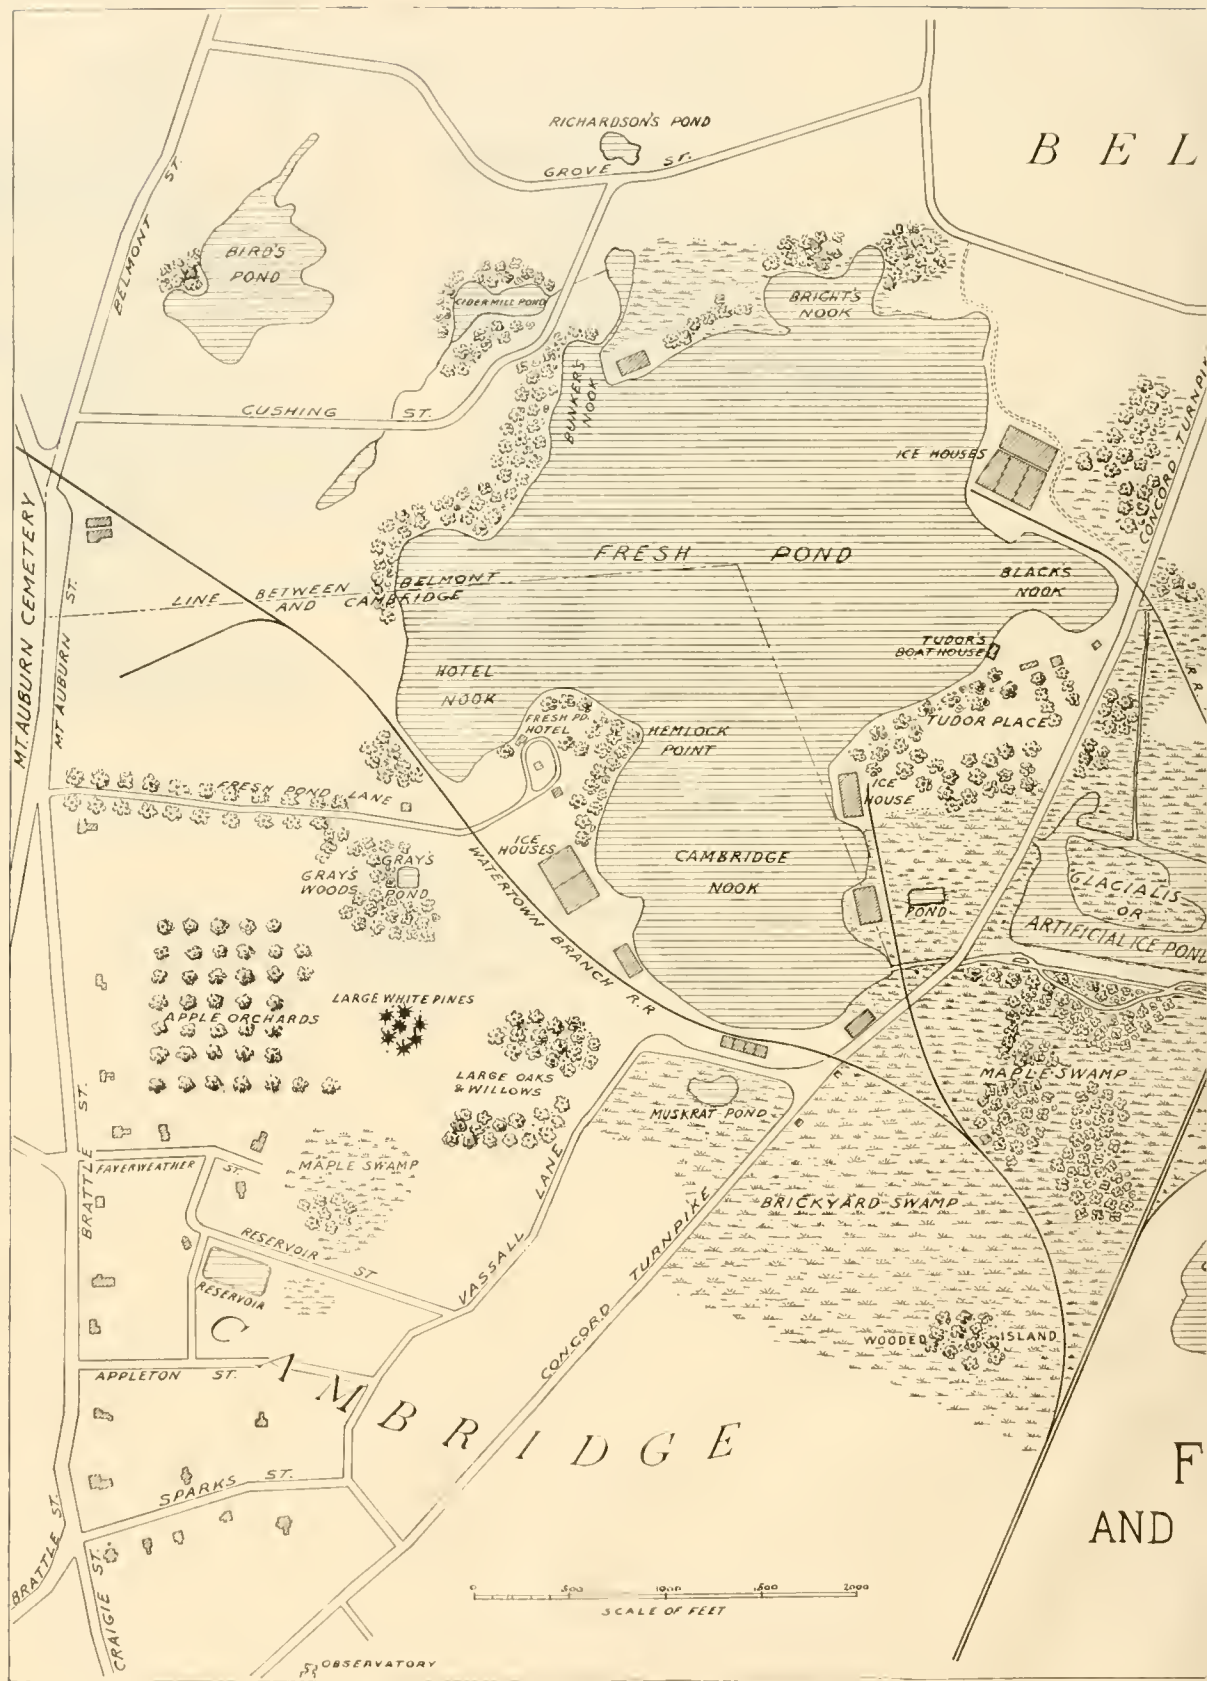 RICHARDSON'S POND
GROVE ST.
BEL
BELMONT ST.
BIRD'S
POND
CIDER MILL POND
BRIGHT'S
NOOK
BUNKER'S
NOOK
CUSHING ST.
CONCORD TURNPIK
ICE HOUSES
MT. AUBURN CEMETERY
MT AUBURN ST.
FRESH POND
BLACKS
NOOK
LINE BETWEEN BELMONT
AND CAMBRIDGE
TUDOR'S
BOAT HOUSE
HOTEL
NOOK
R.R.
FRESH PD.
HOTEL
HEMLOCK
POINT
TUDOR PLACE
FRESH POND LANE
ICE
HOUSE
ICE
HOUSES
WATERTOWN BRANCH R.R
GRAY'S
WOODS
GRAY'S
POND
CAMBRIDGE
NOOK
POND
GLACIALIS
OR
ARTIFICIAL ICE POND
LARGE WHITE PINES
APPLE ORCHARDS
LARGE OAKS
& WILLOWS
MAPLE SWAMP
MUSKRAT POND
BRATTLE ST.
FAYERWEATHER ST.
MAPLE SWAMP
VASSALL LANE
BRICKYARD SWAMP
RESERVOIR ST
RESERVOIR
CONCORD TURNPIKE
WOODED ISLAND
CAMBRIDGE
APPLETON ST.
F
AND
SPARKS ST.
BRATTLE ST.
CRAIGIE ST.
0 500 1000 1500 2000
SCALE OF FEET
OBSERVATORY